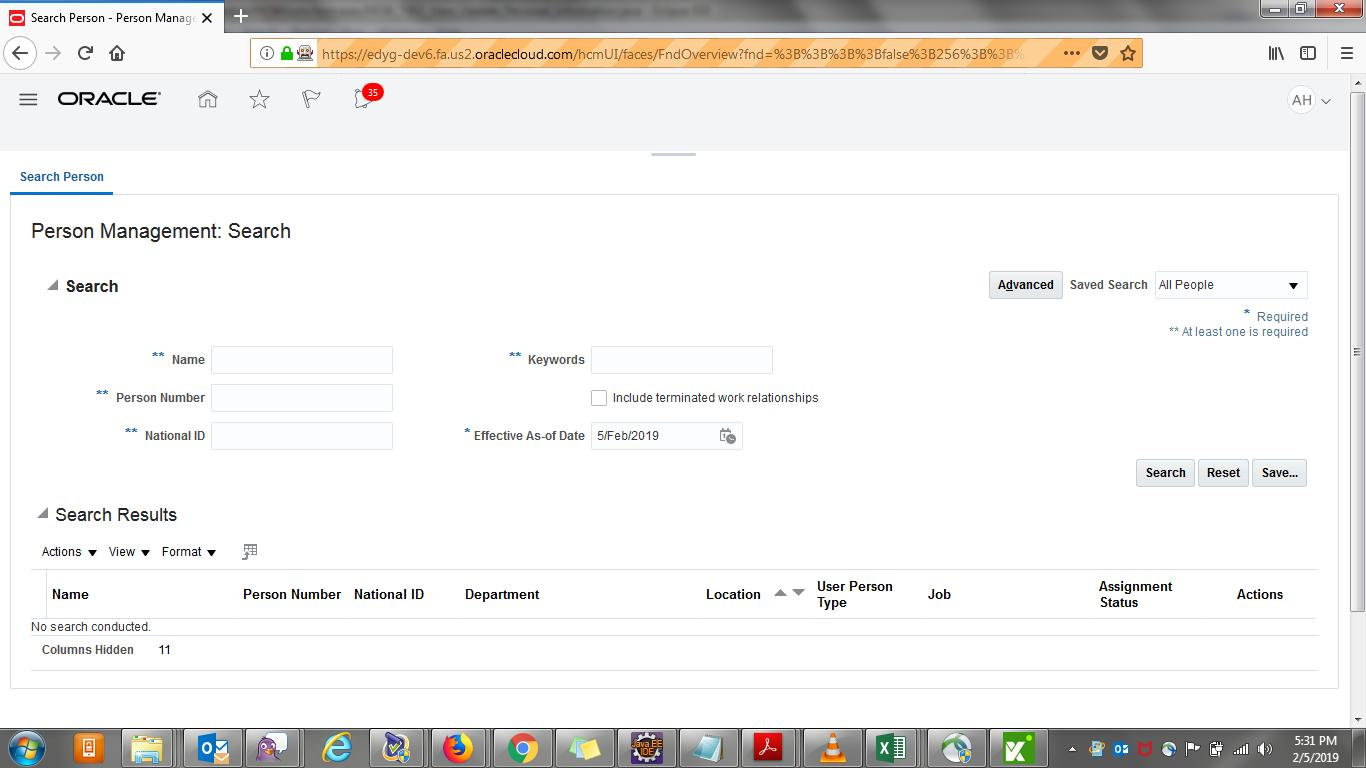 Search Person - Person Manage
https://edyg-dev6.fa.us2.oraclecloud.com/hcmUI/faces/FndOverview?fnd=%3B%3B%3B%3Bfalse%3B256%3B%3B%
ORACLE
35
AH
Search Person
Person Management: Search
Search
Advanced Saved Search All People
* Required
** At least one is required
** Name ** Keywords
** Person Number Include terminated work relationships
** National ID * Effective As-of Date 5/Feb/2019
Search Reset Save...
Search Results
Actions View Format
Name Person Number National ID Department Location User Person Type Job Assignment Status Actions
No search conducted.
Columns Hidden 11
Java EE
IDE
5:31 PM
2/5/2019